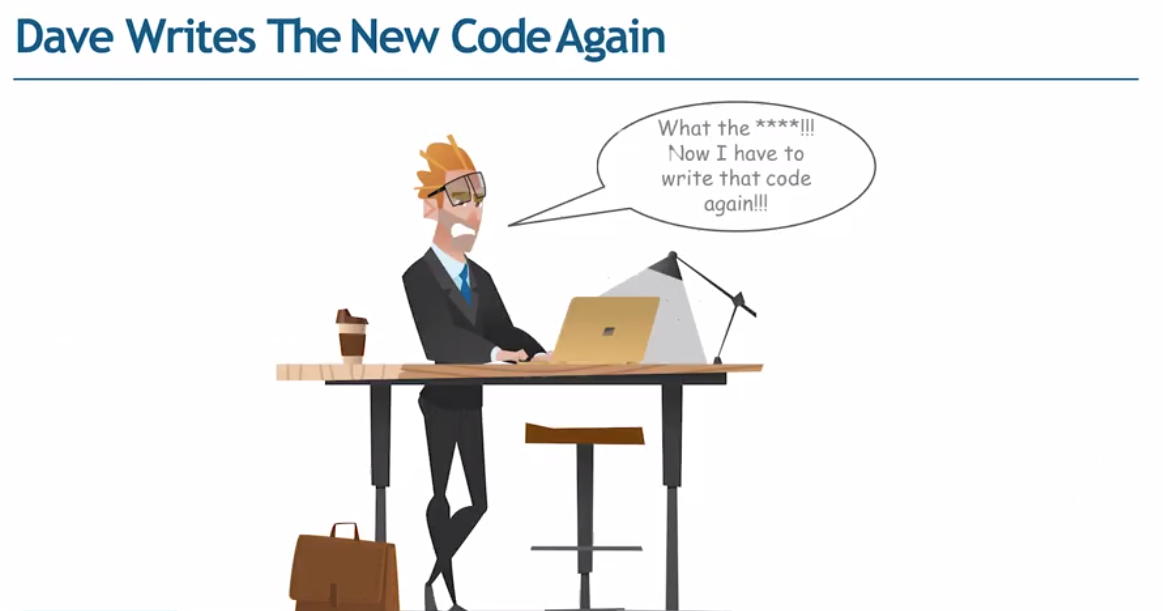 Dave Writes The New Code Again
What the ****!!!
Now I have to
write that code
again!!!